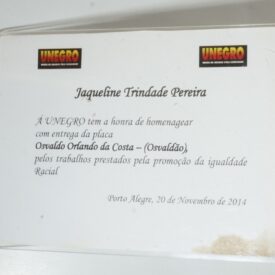 UNEGRO
UNEGRO
Jaqueline Trindade Pereira
A UNEGRO tem a honra de homenagear
com entrega da placa
Osvaldo Orlando da Costa – (Osvaldão),
pelos trabalhos prestados pela promoção da igualdade
Racial
Porto Alegre, 20 de Novembro de 2014